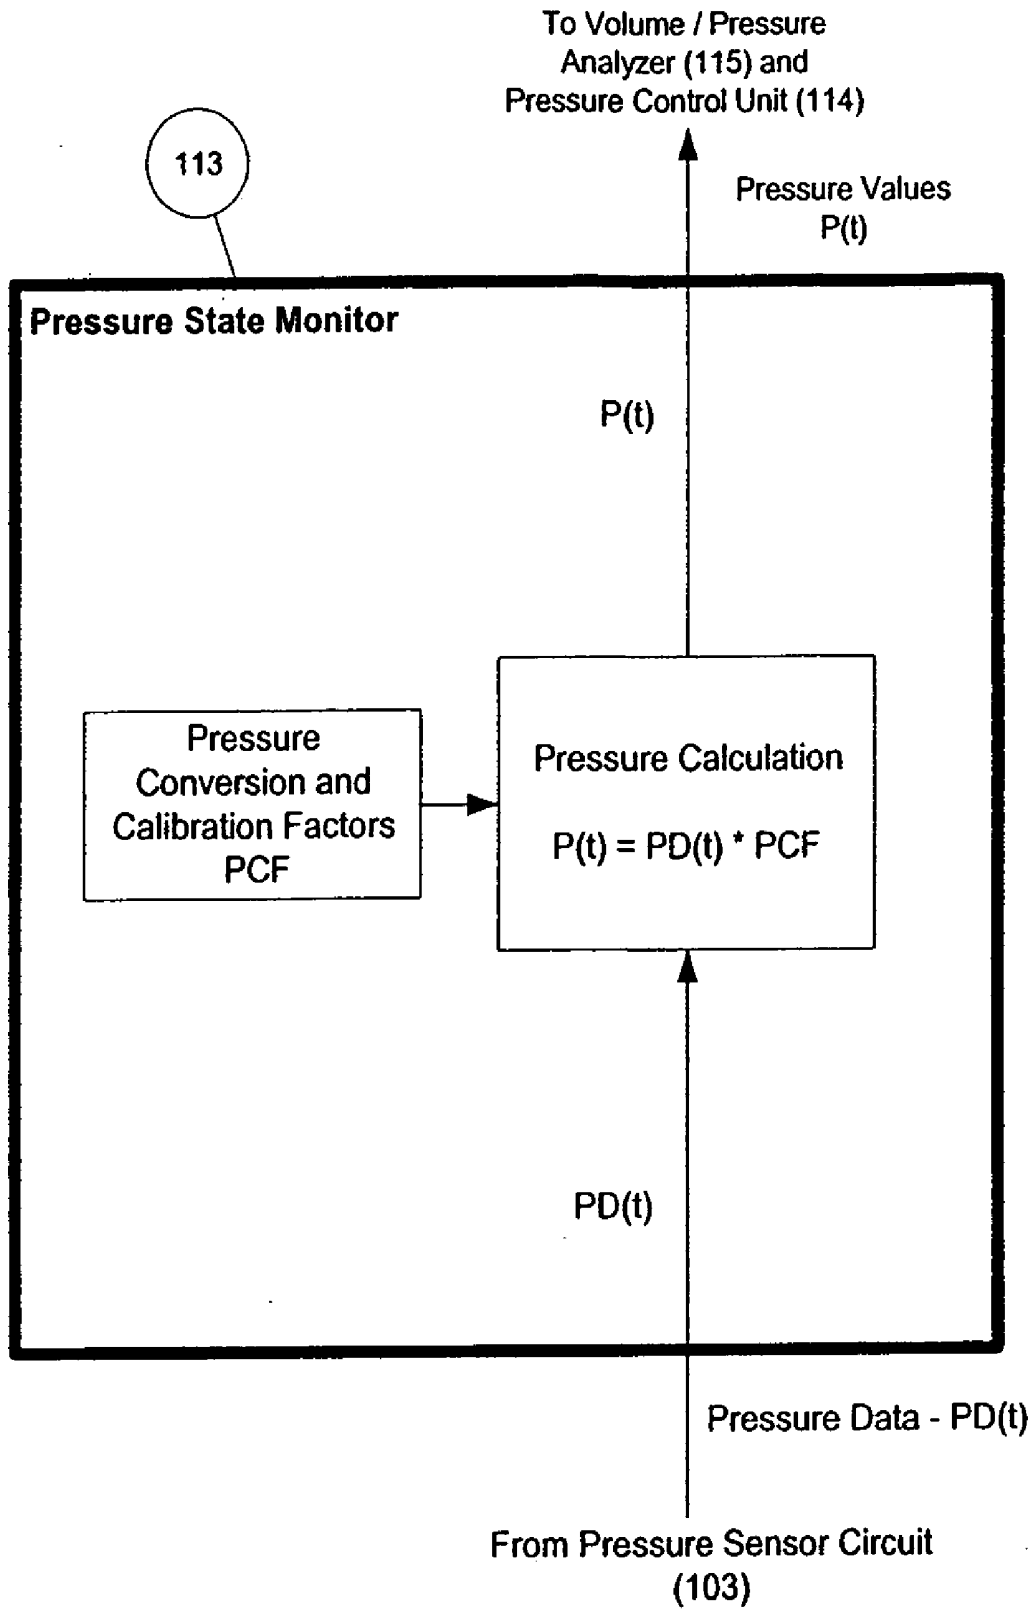 To Volume / Pressure
Analyzer (115) and
Pressure Control Unit (114)
113
Pressure Values
P(t)
Pressure State Monitor
P(t)
Pressure
Conversion and
Calibration Factors
PCF
Pressure Calculation
P(t) = PD(t) * PCF
PD(t)
Pressure Data - PD(t)
From Pressure Sensor Circuit
(103)